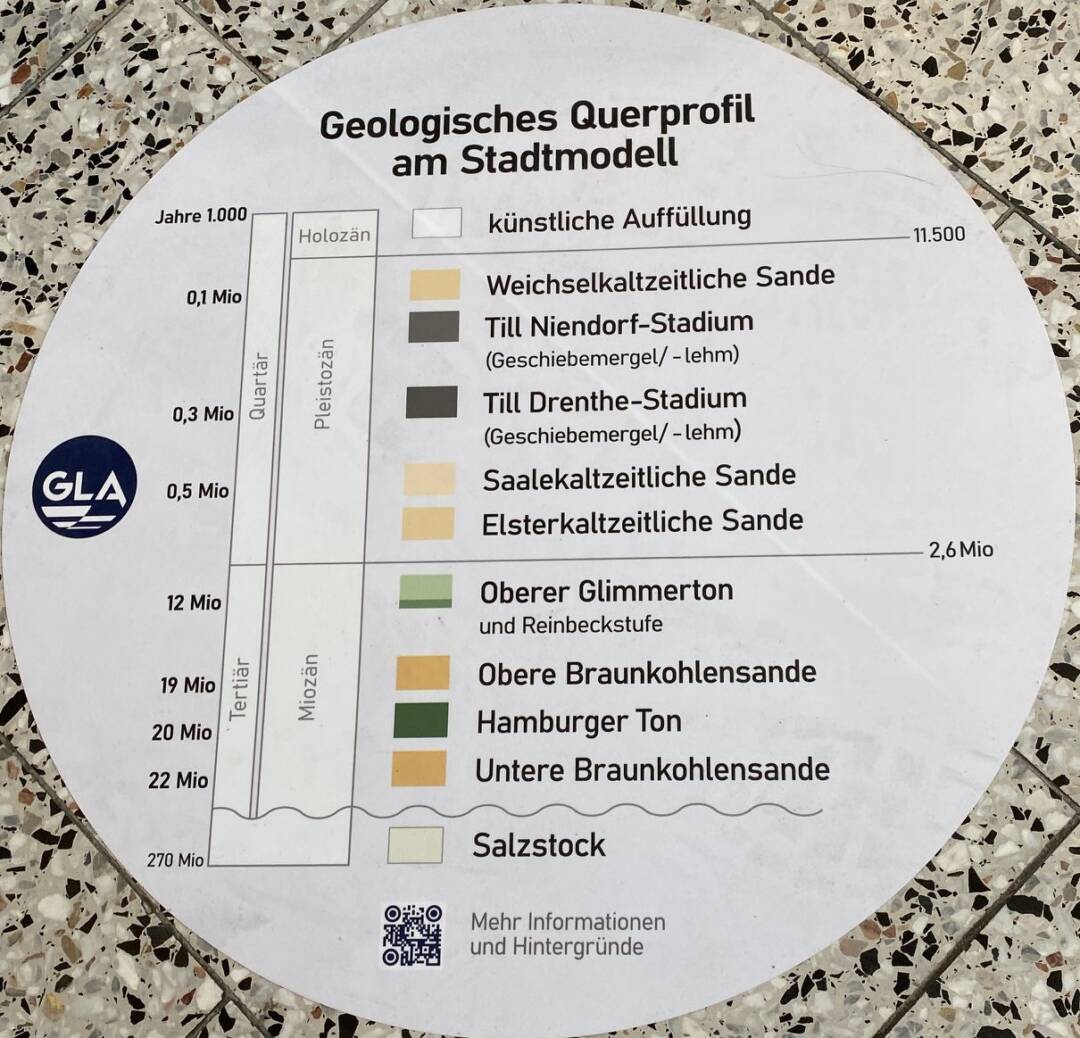 Geologisches Querprofil
am Stadtmodell
Jahre 1.000
Holozän
künstliche Auffüllung
11.500
0,1 Mio
Weichselkaltzeitliche Sande
Till Niendorf-Stadium
(Geschiebemergel/ -lehm)
Quartär
Pleistozän
0,3 Mio
Till Drenthe-Stadium
(Geschiebemergel/ -lehm)
GLA
0,5 Mio
Saalekaltzeitliche Sande
Elsterkaltzeitliche Sande
2,6 Mio
12 Mio
Oberer Glimmerton
und Reinbeckstufe
Tertiär
Miozän
19 Mio
Obere Braunkohlensande
20 Mio
Hamburger Ton
22 Mio
Untere Braunkohlensande
270 Mio
Salzstock
Mehr Informationen
und Hintergründe